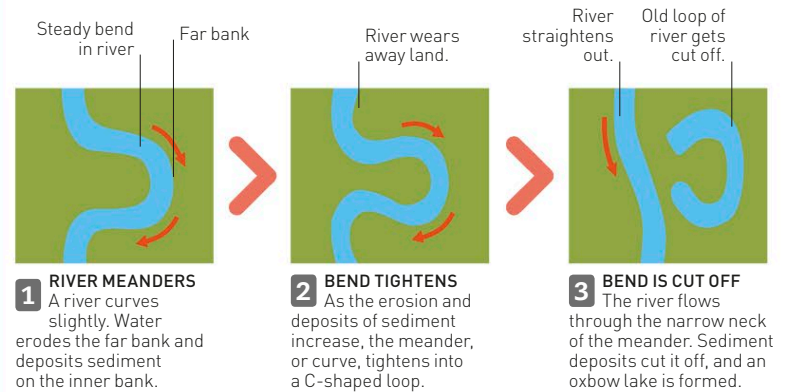 Steady bend
in river
Far bank
River wears
away land.
River
straightens
out.
Old loop of
river gets
cut off.
1 RIVER MEANDERS
A river curves
slightly. Water
erodes the far bank and
deposits sediment
on the inner bank.
2 BEND TIGHTENS
As the erosion and
deposits of sediment
increase, the meander,
or curve, tightens into
a C-shaped loop.
3 BEND IS CUT OFF
The river flows
through the narrow neck
of the meander. Sediment
deposits cut it off, and an
oxbow lake is formed.